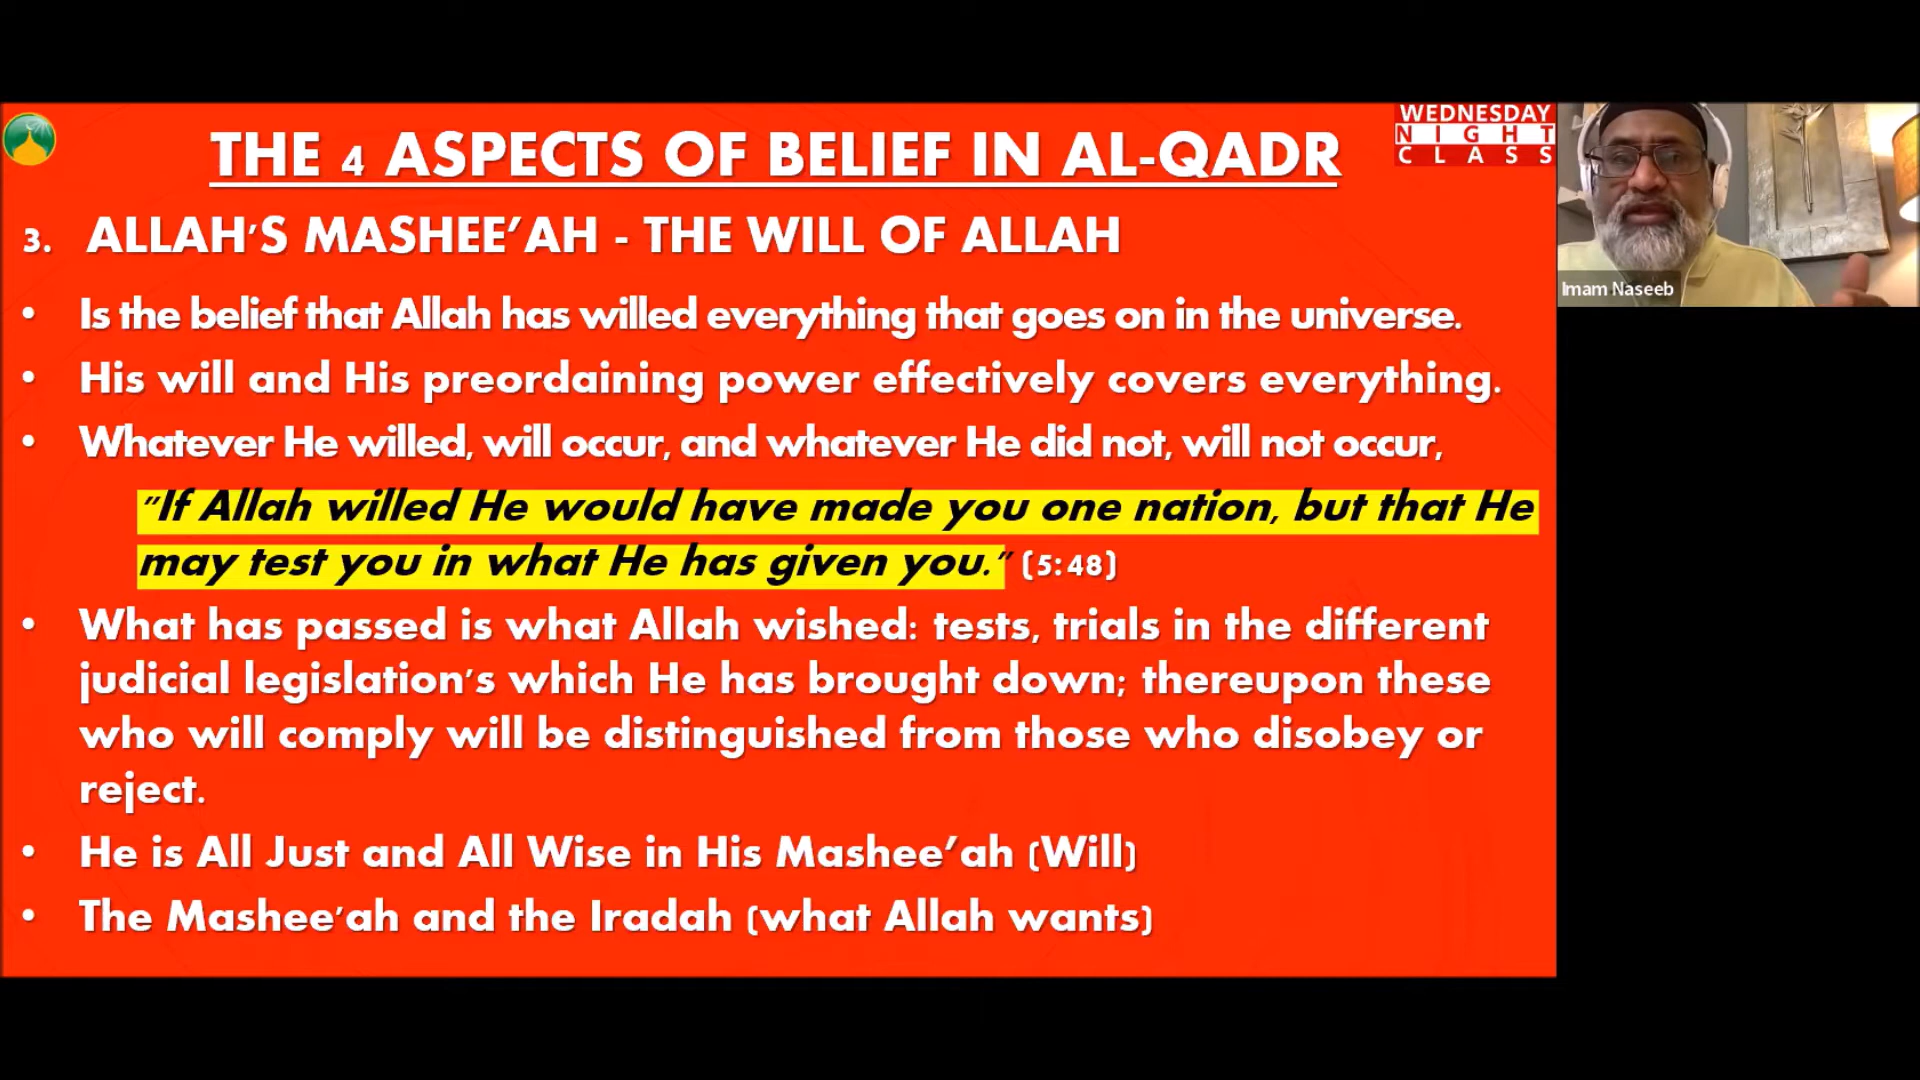 THE 4 ASPECTS OF BELIEF IN AL-QADR
WEDNESDAY
NIGHT
CLASS
3. ALLAH'S MASHEE'AH - THE WILL OF ALLAH
Imam Naseeb
• Is the belief that Allah has willed everything that goes on in the universe.
• His will and His preordaining power effectively covers everything.
• Whatever He willed, will occur, and whatever He did not, will not occur,
"If Allah willed He would have made you one nation, but that He
may test you in what He has given you." (5:48)
• What has passed is what Allah wished: tests, trials in the different
judicial legislation's which He has brought down; thereupon these
who will comply will be distinguished from those who disobey or
reject.
• He is All Just and All Wise in His Mashee'ah (Will)
• The Mashee'ah and the Iradah (what Allah wants)